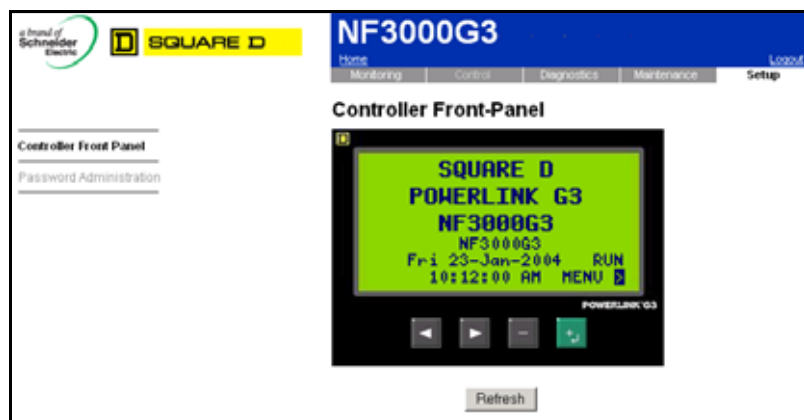 a brand of
Schneider
Electric
SQUARE D
NF3000G3
Home
Logout
Monitoring
Control
Diagnostics
Maintenance
Setup
Controller Front-Panel
Controller Front Panel
Password Administration
SQUARE D
POWERLINK G3
NF3000G3
NF3000G3
Fri 23-Jan-2004 RUN
10:12:00 AM MENU >
POWERLINK G3
Refresh